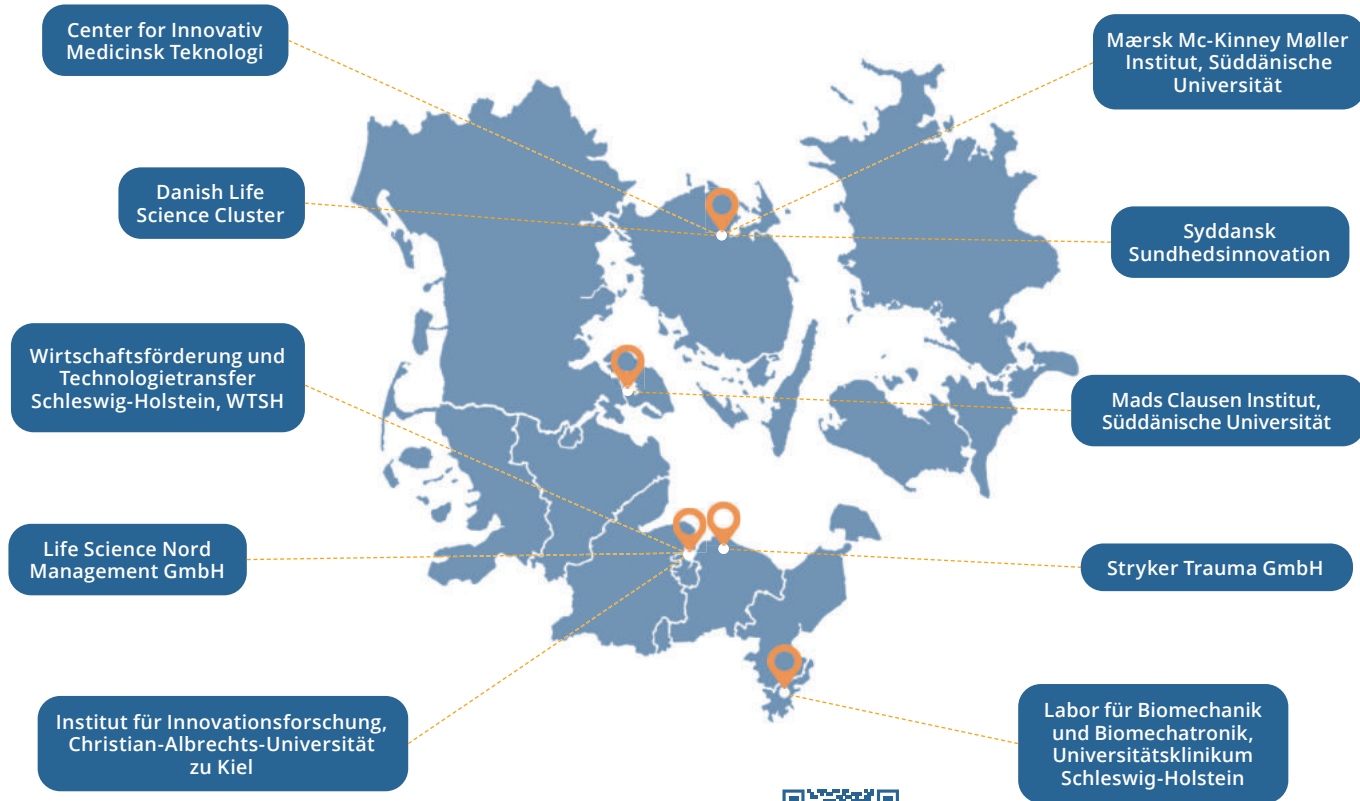 Center for Innovativ
Medicinsk Teknologi
Mærsk Mc-Kinney Møller
Institut, Süddänische
Universität
Danish Life
Science Cluster
Syddansk
Sundhedsinnovation
Wirtschaftsförderung und
Technologietransfer
Schleswig-Holstein, WTSH
Mads Clausen Institut,
Süddänische Universität
Life Science Nord
Management GmbH
Stryker Trauma GmbH
Institut für Innovationsforschung,
Christian-Albrechts-Universität
zu Kiel
Labor für Biomechanik
und Biomechatronik,
Universitätsklinikum
Schleswig-Holstein